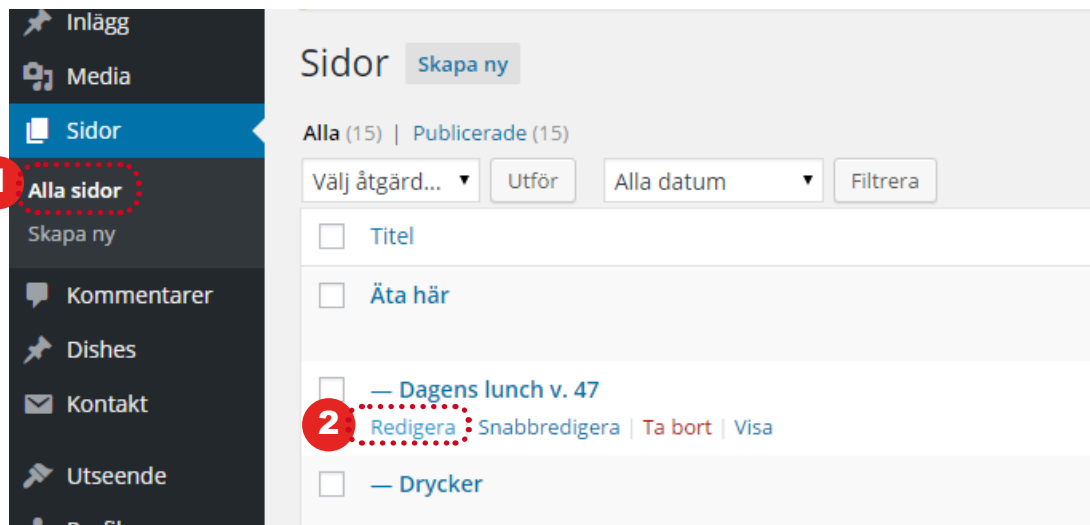 Inlägg
Media
Sidor
1
Alla sidor
Skapa ny
Kommentarer
Dishes
Kontakt
Utseende
Sidor Skapa ny
Alla (15) | Publicerade (15)
Välj åtgärd... Utför Alla datum Filtrera
Titel
Äta här
— Dagens lunch v. 47
2 Redigera | Snabbredigera | Ta bort | Visa
— Drycker